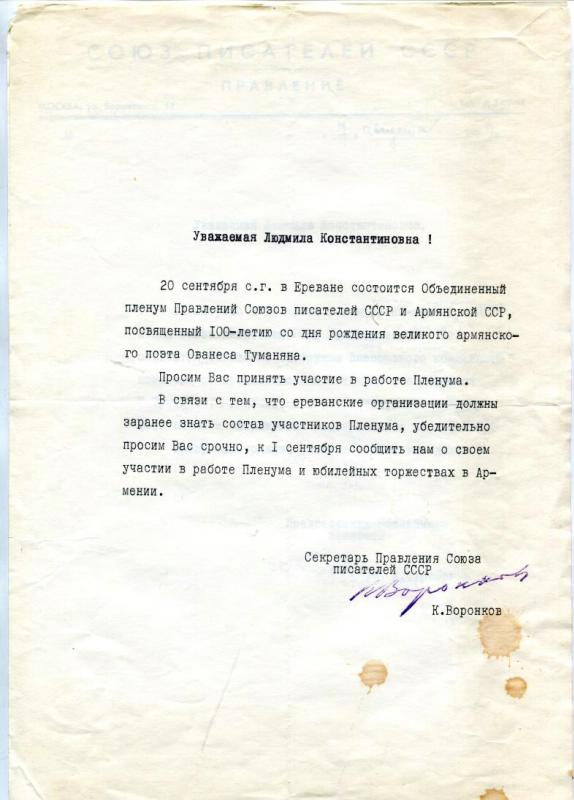 СОЮЗ ПИСАТЕЛЕЙ СССР
ПРАВЛЕНИЕ
Уважаемая Людмила Константиновна !
20 сентября с.г. в Ереване состоится Объединенный
пленум Правлений Союзов писателей СССР и Армянской ССР,
посвященный I00-летию со дня рождения великого армянско-
го поэта Ованеса Туманяна.
Просим Вас принять участие в работе Пленума.
В связи с тем, что ереванские организации должны
заранее знать состав участников Пленума, убедительно
просим Вас срочно, к I сентября сообщить нам о своем
участии в работе Пленума и юбилейных торжествах в Ар-
мении.
Секретарь Правления Союза
писателей СССР
КВоронков
К.Воронков